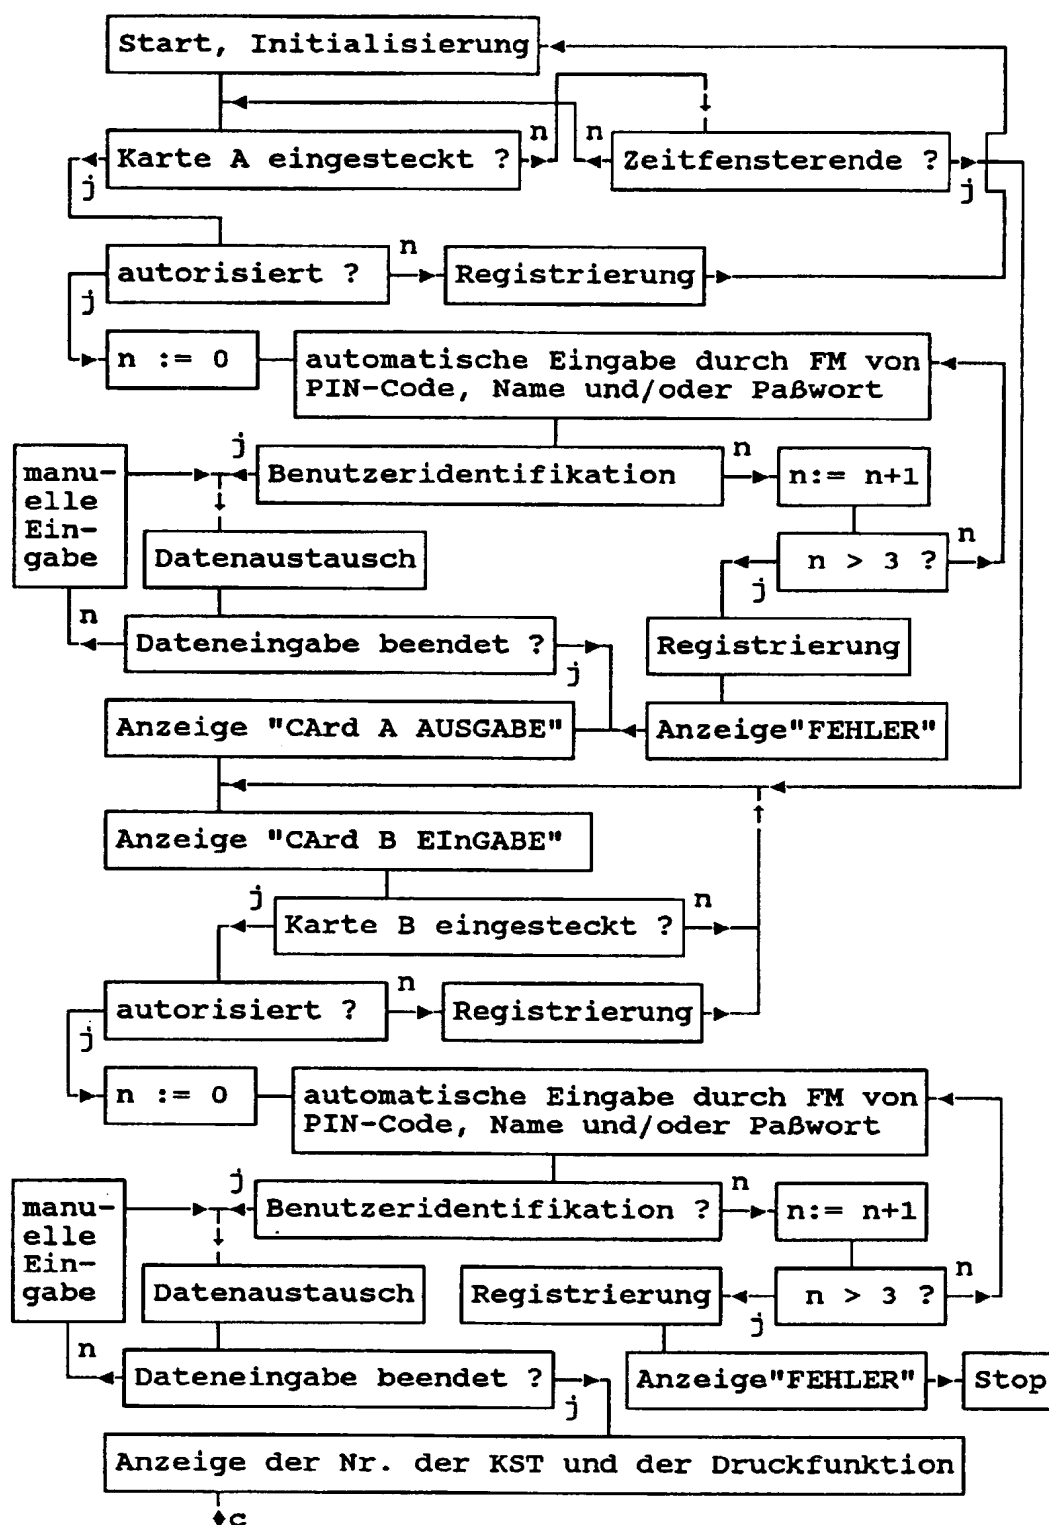 Start, Initialisierung
n
n
Karte A eingesteckt ?
Zeitfensterende ?
j
j
n
autorisiert ?
Registrierung
j
n := 0
automatische Eingabe durch FM von
PIN-Code, Name und/oder Paßwort
j
n
manu-
elle
Ein-
gabe
Benutzeridentifikation
n:= n+1
n
Datenaustausch
n > 3 ?
j
n
Dateneingabe beendet ?
j
Registrierung
Anzeige "CArd A AUSGABE"
Anzeige"FEHLER"
Anzeige "CArd B EInGABE"
j
n
Karte B eingesteckt ?
n
autorisiert ?
Registrierung
j
n := 0
automatische Eingabe durch FM von
PIN-Code, Name und/oder Paßwort
j
n
manu-
elle
Ein-
gabe
Benutzeridentifikation ?
n:= n+1
n
Datenaustausch
Registrierung
n > 3 ?
j
n
Dateneingabe beendet ?
j
Anzeige"FEHLER"
Stop
Anzeige der Nr. der KST und der Druckfunktion
c